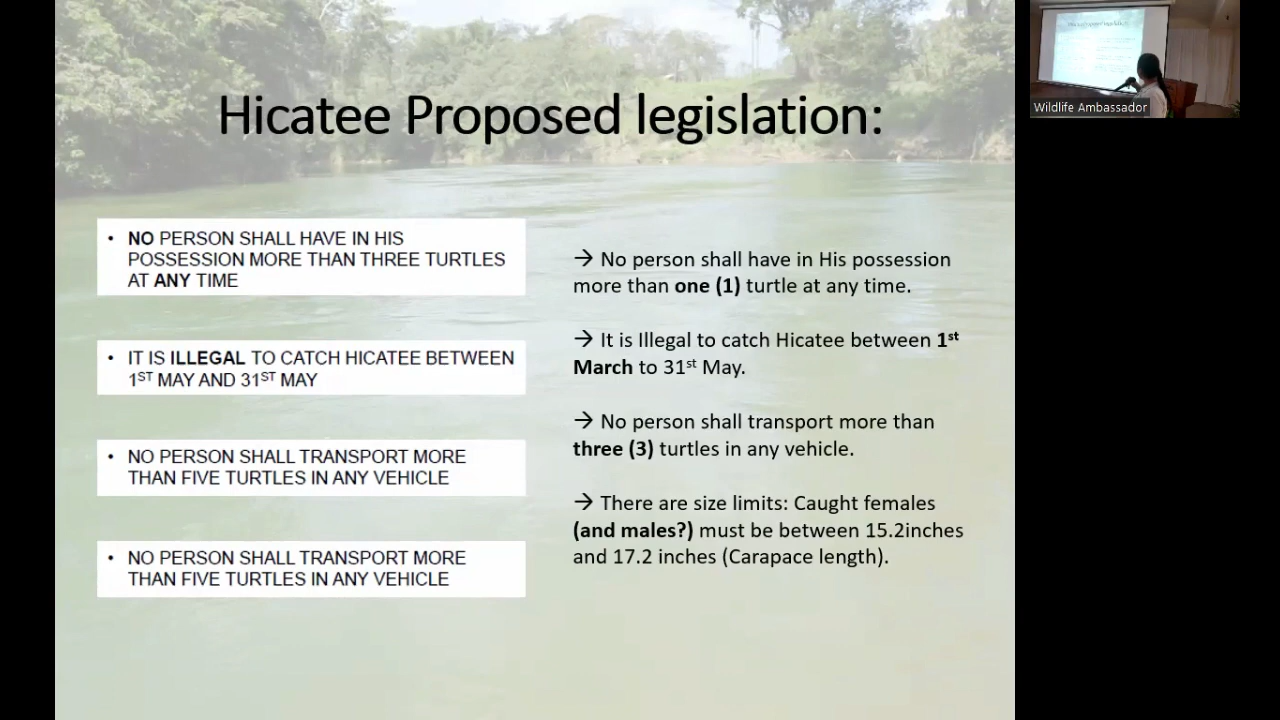 Hicatee Proposed legislation:
• NO PERSON SHALL HAVE IN HIS
POSSESSION MORE THAN THREE TURTLES
AT ANY TIME
• IT IS ILLEGAL TO CATCH HICATEE BETWEEN
1ST MAY AND 31ST MAY
• NO PERSON SHALL TRANSPORT MORE
THAN FIVE TURTLES IN ANY VEHICLE
• NO PERSON SHALL TRANSPORT MORE
THAN FIVE TURTLES IN ANY VEHICLE
→ No person shall have in His possession
more than one (1) turtle at any time.
→ It is Illegal to catch Hicatee between 1st
March to 31st May.
→ No person shall transport more than
three (3) turtles in any vehicle.
→ There are size limits: Caught females
(and males?) must be between 15.2inches
and 17.2 inches (Carapace length).
Wildlife Ambassador